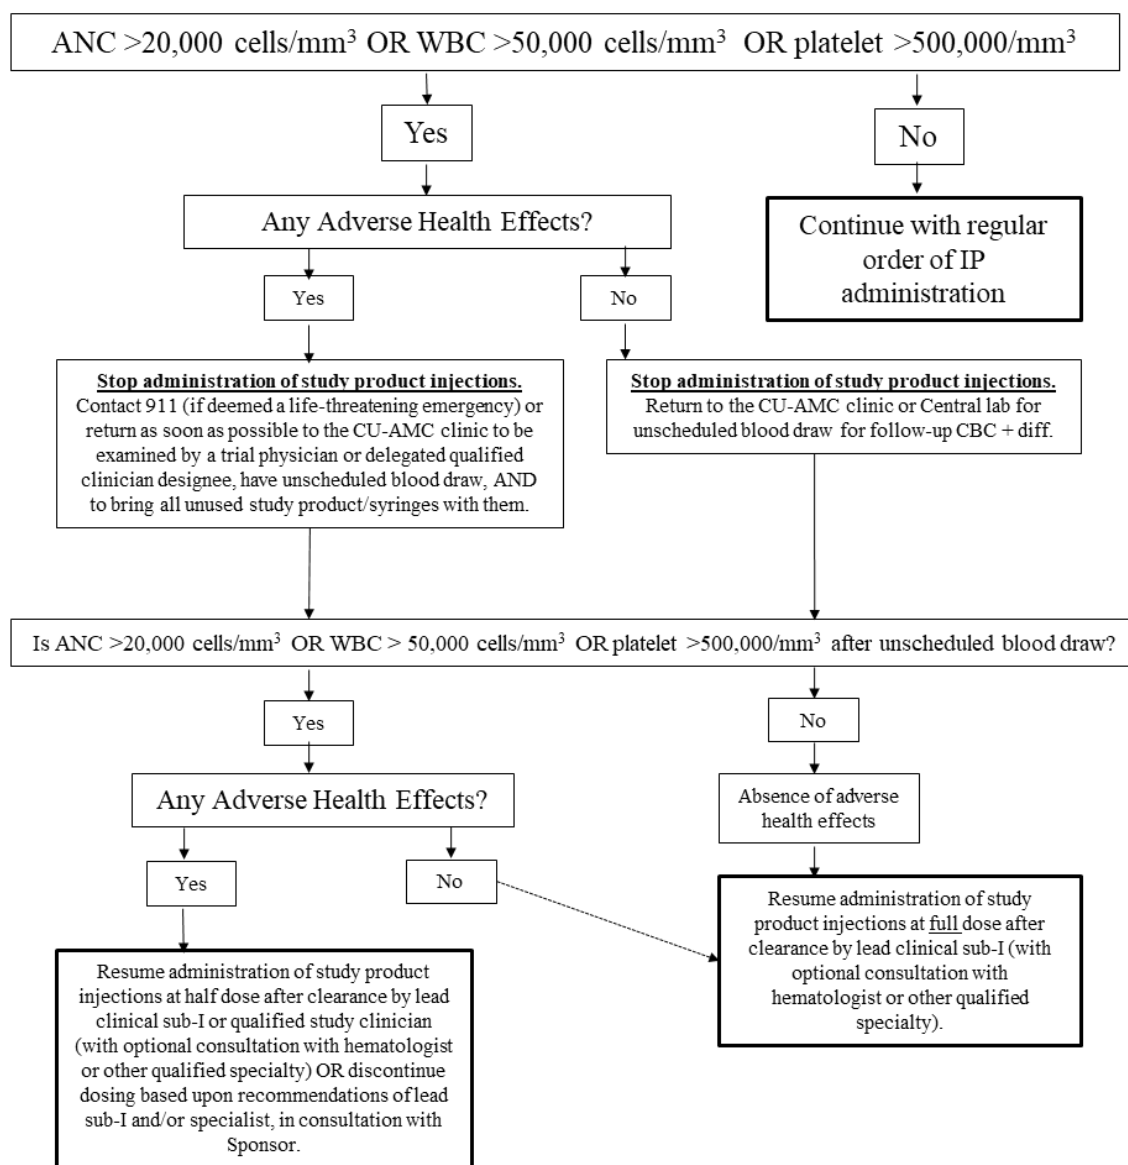 ANC >20,000 cells/mm³ OR WBC >50,000 cells/mm³ OR platelet >500,000/mm³
Yes
No
Any Adverse Health Effects?
Continue with regular
order of IP
administration
Yes
No
Stop administration of study product injections.
Contact 911 (if deemed a life-threatening emergency) or
return as soon as possible to the CU-AMC clinic to be
examined by a trial physician or delegated qualified
clinician designee, have unscheduled blood draw, AND
to bring all unused study product/syringes with them.
Stop administration of study product injections.
Return to the CU-AMC clinic or Central lab for
unscheduled blood draw for follow-up CBC + diff.
Is ANC >20,000 cells/mm³ OR WBC > 50,000 cells/mm³ OR platelet >500,000/mm³ after unscheduled blood draw?
Yes
No
Any Adverse Health Effects?
Absence of adverse
health effects
Yes
No
Resume administration of study product
injections at half dose after clearance by lead
clinical sub-I or qualified study clinician
(with optional consultation with hematologist
or other qualified specialty) OR discontinue
dosing based upon recommendations of lead
sub-I and/or specialist, in consultation with
Sponsor.
Resume administration of study
product injections at full dose after
clearance by lead clinical sub-I (with
optional consultation with
hematologist or other qualified
specialty).